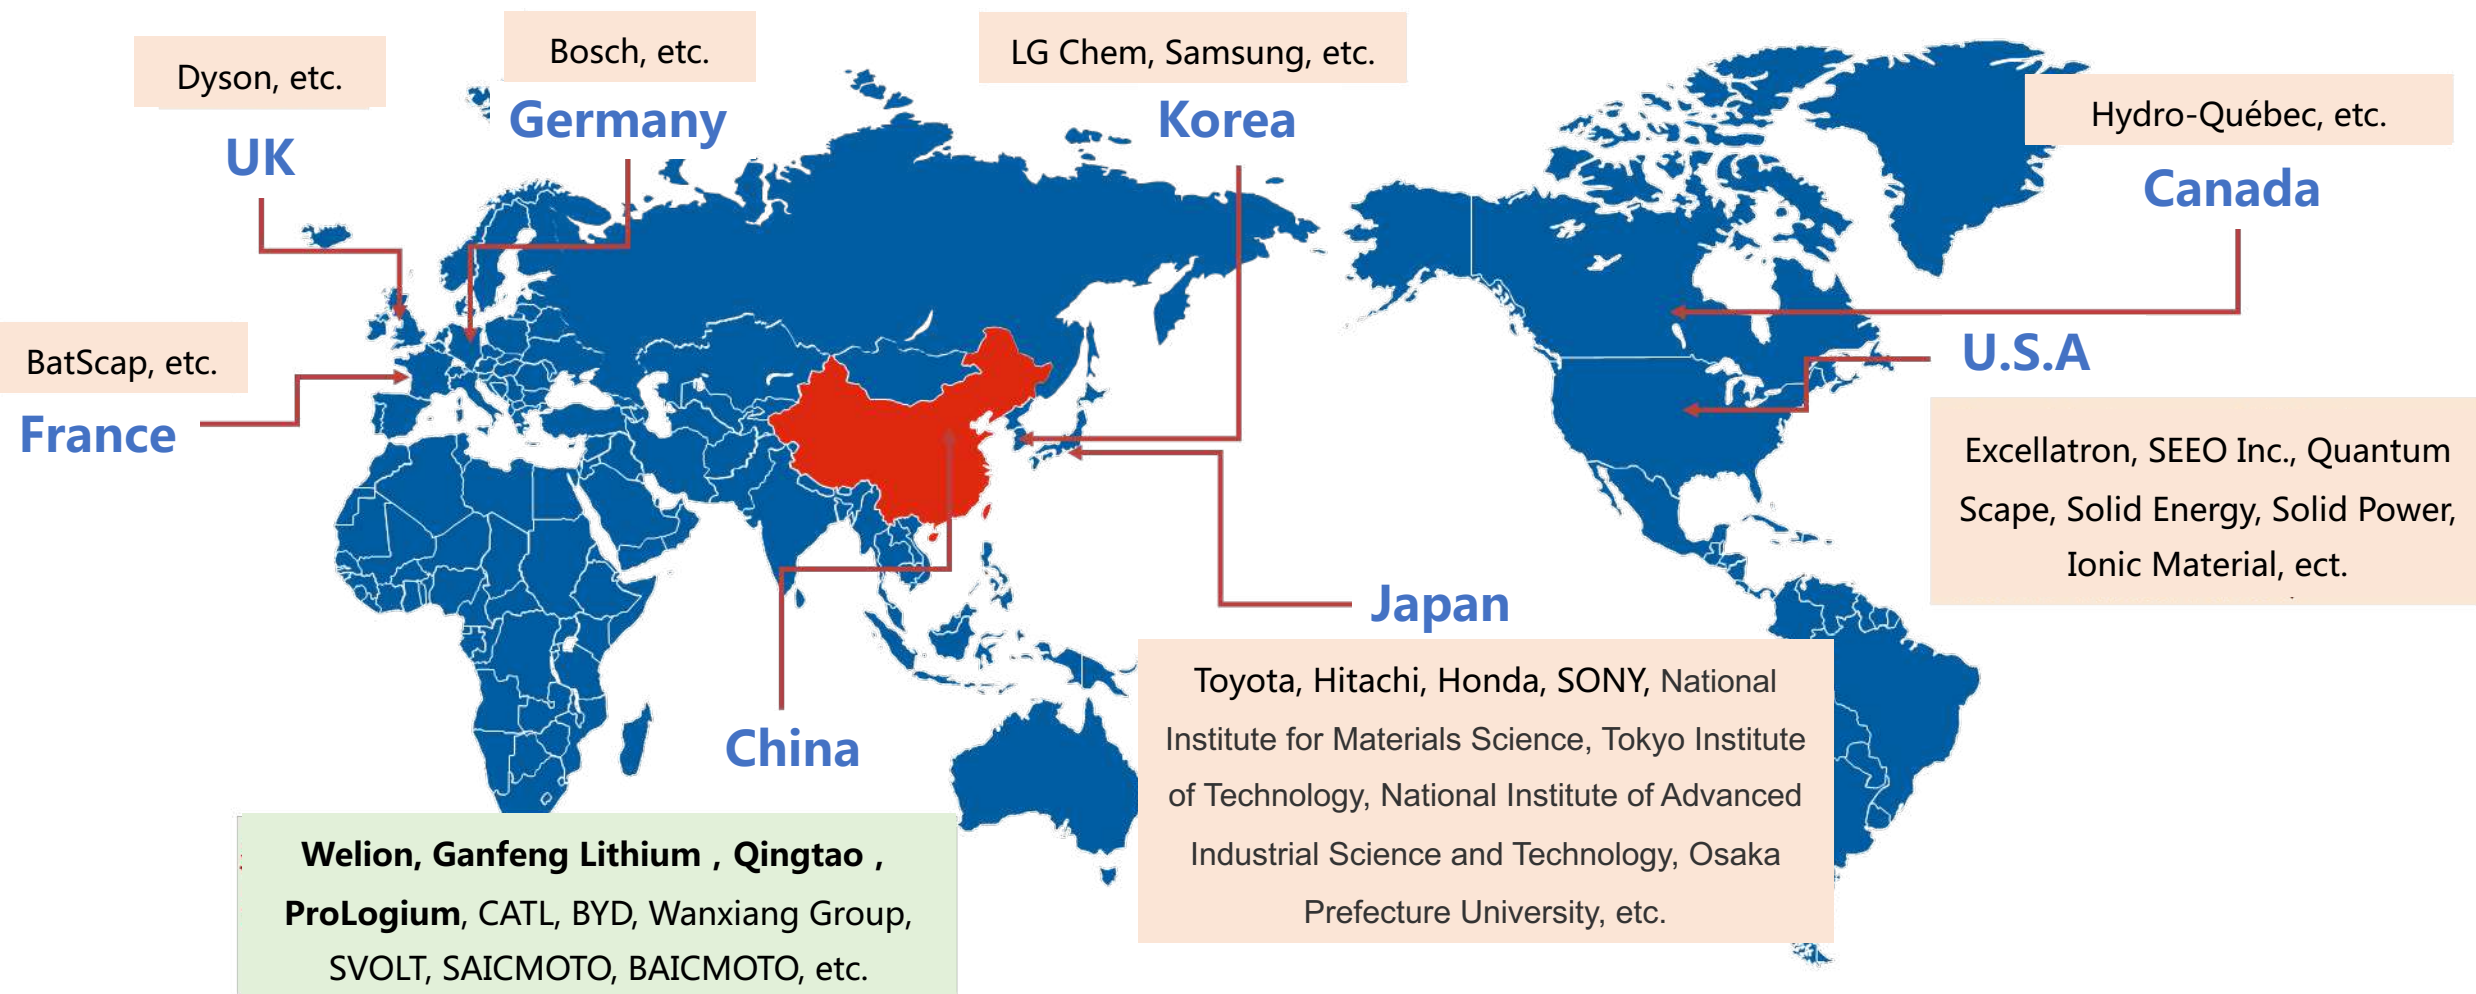 Dyson, etc.
UK
Bosch, etc.
Germany
LG Chem, Samsung, etc.
Korea
Hydro-Québec, etc.
Canada
BatScap, etc.
France
U.S.A
Excellatron, SEEO Inc., Quantum
Scape, Solid Energy, Solid Power,
Ionic Material, ect.
Japan
Toyota, Hitachi, Honda, SONY, National
Institute for Materials Science, Tokyo Institute
of Technology, National Institute of Advanced
Industrial Science and Technology, Osaka
Prefecture University, etc.
China
Welion, Ganfeng Lithium , Qingtao ,
ProLogium, CATL, BYD, Wanxiang Group,
SVOLT, SAICMOTO, BAICMOTO, etc.